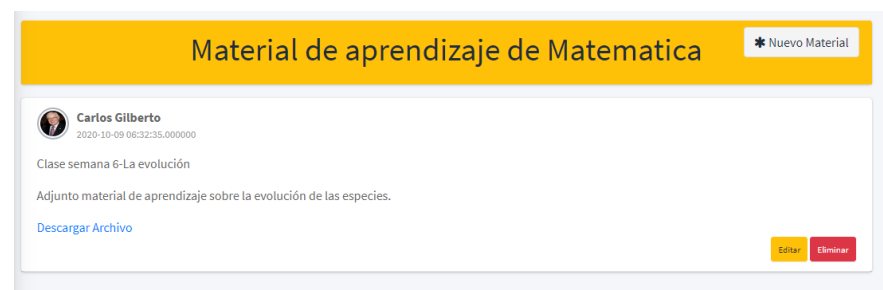 Material de aprendizaje de Matematica
✱ Nuevo Material
Carlos Gilberto
2020-10-09 06:32:35.000000
Clase semana 6-La evolución
Adjunto material de aprendizaje sobre la evolución de las especies.
Descargar Archivo
Editar
Eliminar